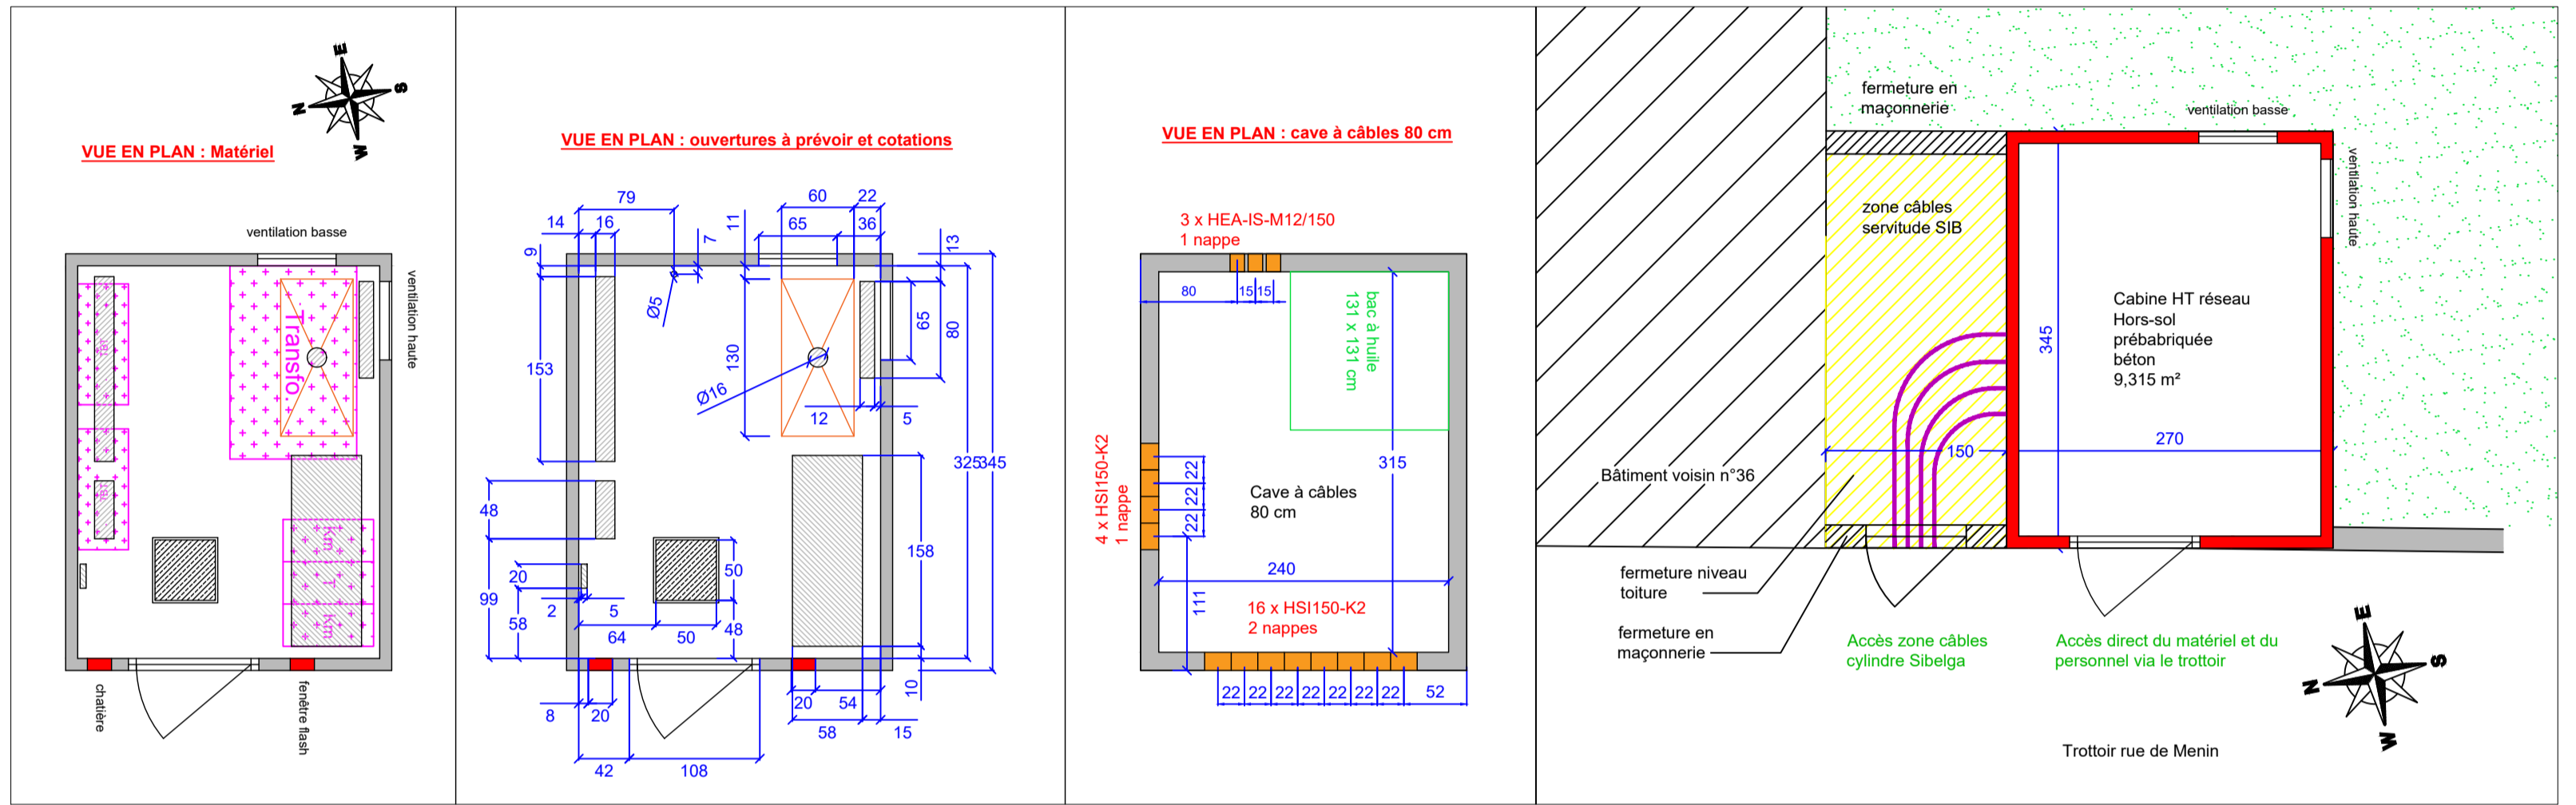 E
N
S
W
VUE EN PLAN : Matériel
ventilation basse
ventilation haute
TBT
TBT
Transfo.
Km
T
Km
chatière
fenêtre flash
VUE EN PLAN : ouvertures à prévoir et cotations
79
60
22
14
16
11
65
36
9
7
13
Ø5
65
80
153
130
Ø16
12
5
325
345
48
158
20
50
99
2
5
58
64
50
48
10
8
20
20
54
58
15
42
108
VUE EN PLAN : cave à câbles 80 cm
3 x HEA-IS-M12/150
1 nappe
80
15
15
bac à huile
131 x 131 cm
315
4 x HSI150-K2
1 nappe
22
22
22
Cave à câbles
80 cm
240
111
16 x HSI150-K2
2 nappes
22
22
22
22
22
22
22
52
fermeture en
maçonnerie
ventilation basse
ventilation haute
zone câbles
servitude SIB
Cabine HT réseau
Hors-sol
prébabriquée
béton
9,315 m²
345
270
150
Bâtiment voisin n°36
fermeture niveau
toiture
fermeture en
maçonnerie
Accès zone câbles
cylindre Sibelga
Accès direct du matériel et du
personnel via le trottoir
E
N
S
W
Trottoir rue de Menin